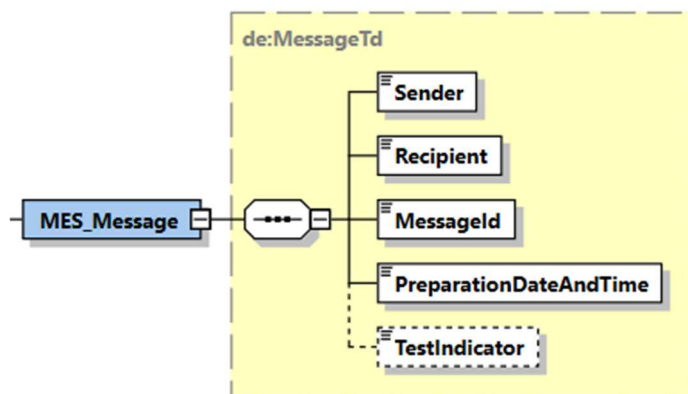 de:MessageTd
Sender
Recipient
MES_Message
MessageId
PreparationDateAndTime
TestIndicator